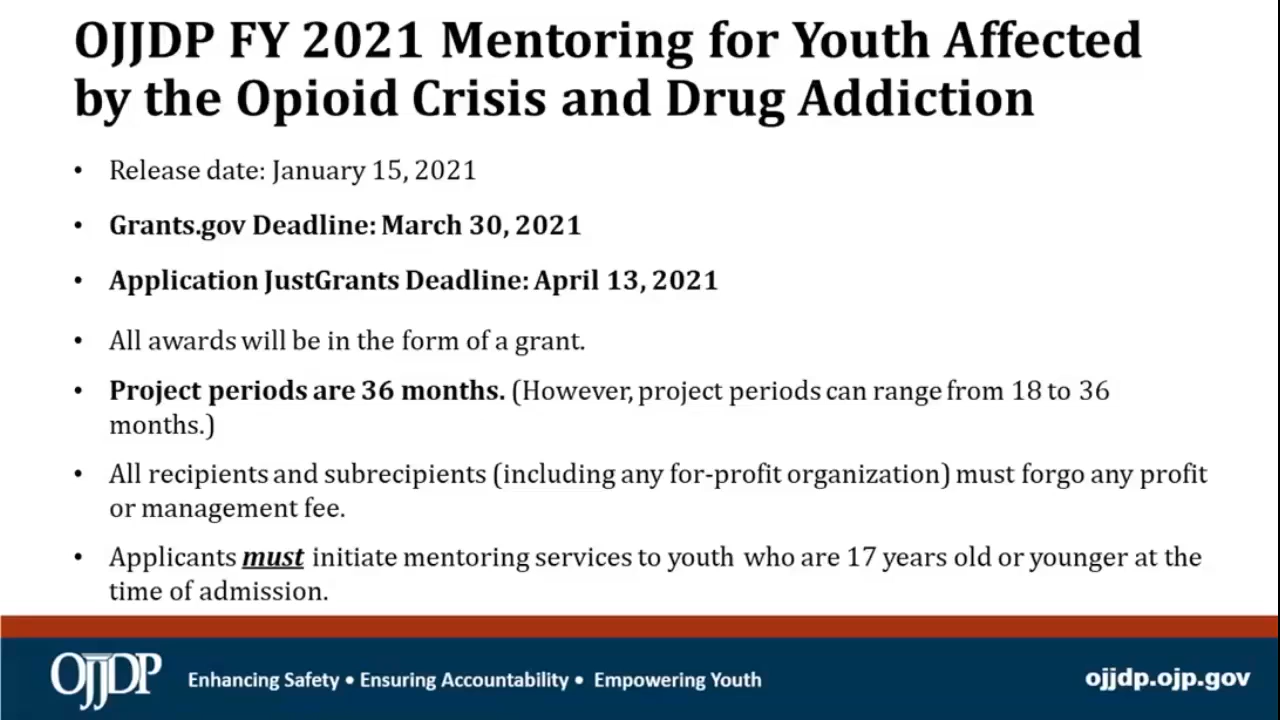 OJJDP FY 2021 Mentoring for Youth Affected
by the Opioid Crisis and Drug Addiction
• Release date: January 15, 2021
• Grants.gov Deadline: March 30, 2021
• Application JustGrants Deadline: April 13, 2021
• All awards will be in the form of a grant.
• Project periods are 36 months. (However, project periods can range from 18 to 36
months.)
• All recipients and subrecipients (including any for-profit organization) must forgo any profit
or management fee.
• Applicants must initiate mentoring services to youth who are 17 years old or younger at the
time of admission.
OJJDP Enhancing Safety • Ensuring Accountability • Empowering Youth ojjdp.ojp.gov